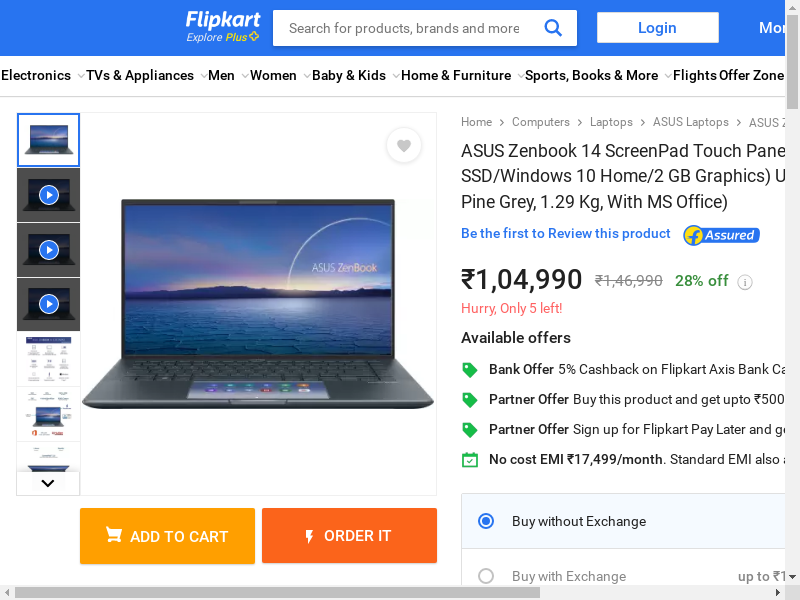 Flipkart
Explore Plus
Search for products, brands and more
Login
Mor
Electronics
TVs & Appliances
Men
Women
Baby & Kids
Home & Furniture
Sports, Books & More
Flights
Offer Zone
Home
Computers
Laptops
ASUS Laptops
ASUS Z
ASUS Zenbook 14 ScreenPad Touch Pane
SSD/Windows 10 Home/2 GB Graphics) U
Pine Grey, 1.29 Kg, With MS Office)
Be the first to Review this product
Assured
₹1,04,990 ₹1,46,990 28% off
Hurry, Only 5 left!
Available offers
Bank Offer 5% Cashback on Flipkart Axis Bank Ca
Partner Offer Buy this product and get upto ₹500
Partner Offer Sign up for Flipkart Pay Later and ge
No cost EMI ₹17,499/month. Standard EMI also a
Buy without Exchange
Buy with Exchange
up to ₹1
ASUS ZenBook
ADD TO CART
ORDER IT